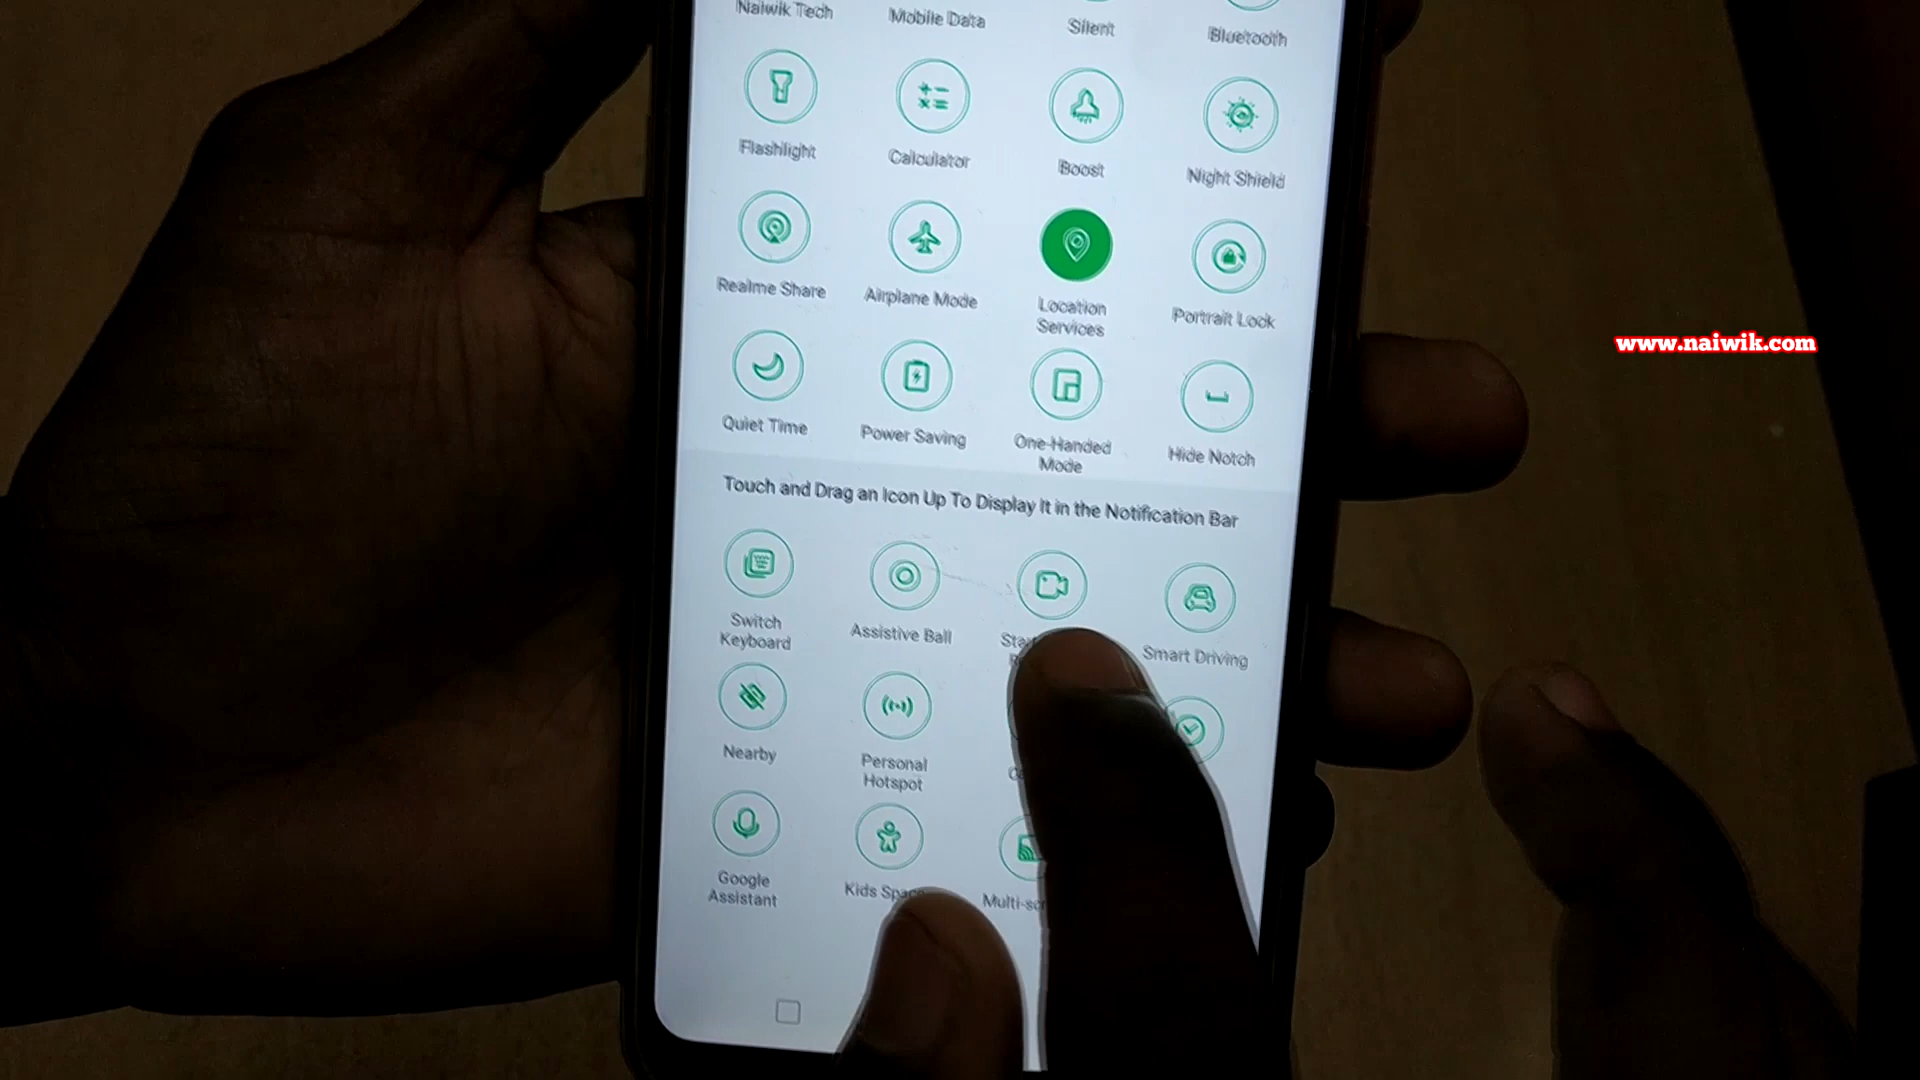 Naiwik Tech Mobile Data Silent Bluetooth
Flashlight Calculator Boost Night Shield
Realme Share Airplane Mode Location Services Portrait Lock
www.naiwik.com
Quiet Time Power Saving One-Handed Mode Hide Notch
Touch and Drag an Icon Up To Display It in the Notification Bar
Switch Keyboard Assistive Ball Smart Driving
Nearby Personal Hotspot
Google Assistant Kids